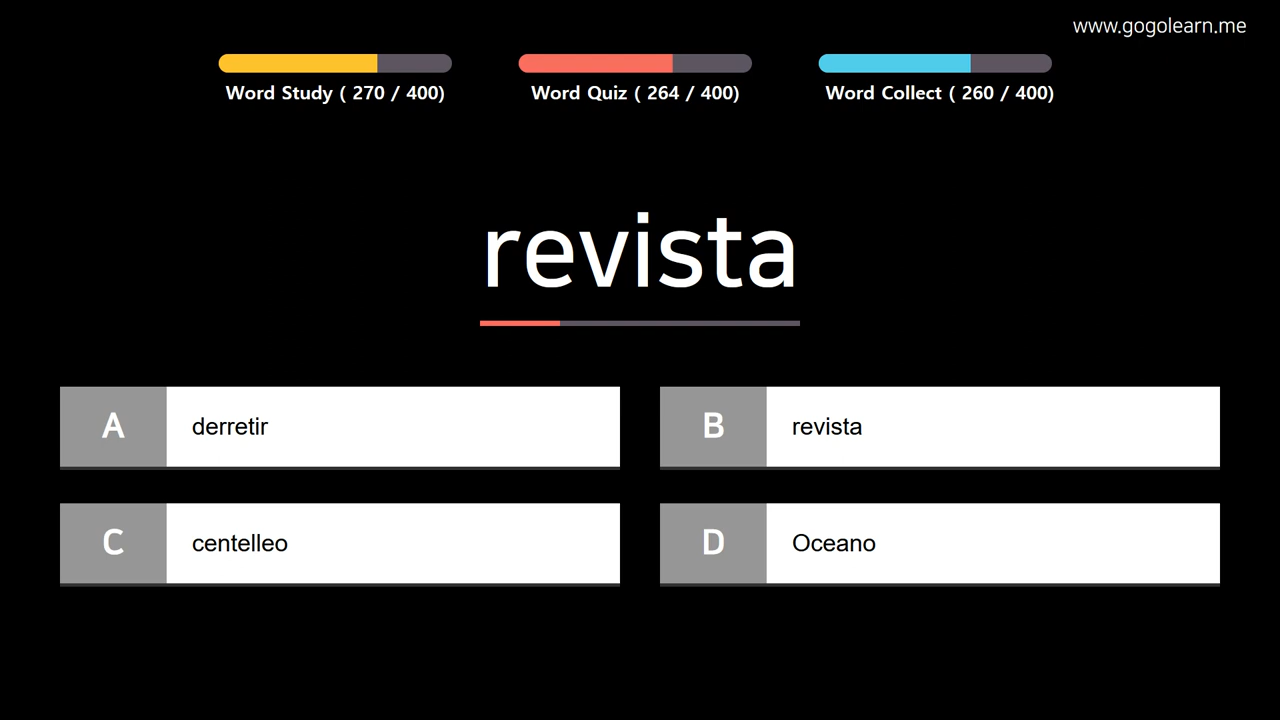 www.gogolearn.me
Word Study ( 270 / 400)
Word Quiz ( 264 / 400)
Word Collect ( 260 / 400)
revista
A derretir
B revista
C centelleo
D Oceano